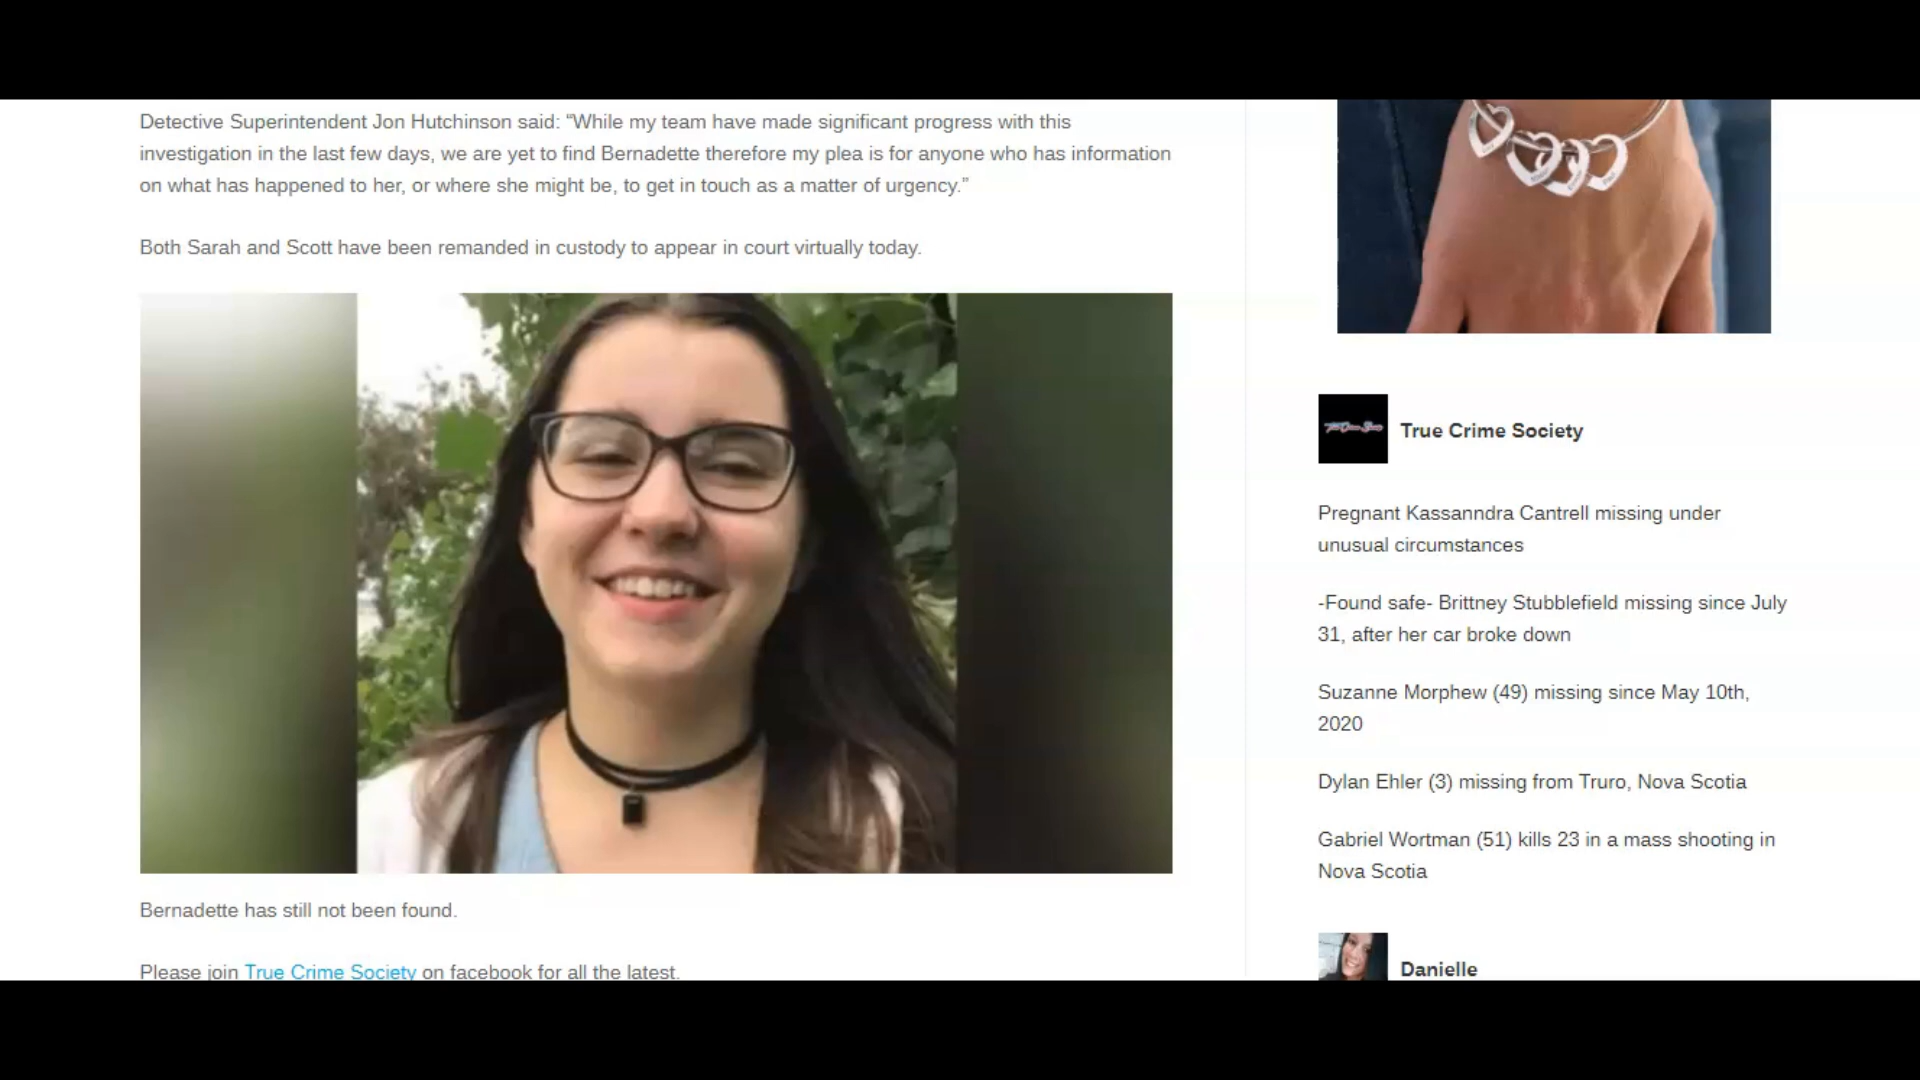 Detective Superintendent Jon Hutchinson said: “While my team have made significant progress with this
investigation in the last few days, we are yet to find Bernadette therefore my plea is for anyone who has information
on what has happened to her, or where she might be, to get in touch as a matter of urgency.”
Both Sarah and Scott have been remanded in custody to appear in court virtually today.
Bernadette has still not been found.
Please join True Crime Society on facebook for all the latest.
True Crime Society
Pregnant Kassanndra Cantrell missing under
unusual circumstances
-Found safe- Brittney Stubblefield missing since July
31, after her car broke down
Suzanne Morphew (49) missing since May 10th,
2020
Dylan Ehler (3) missing from Truro, Nova Scotia
Gabriel Wortman (51) kills 23 in a mass shooting in
Nova Scotia
Danielle